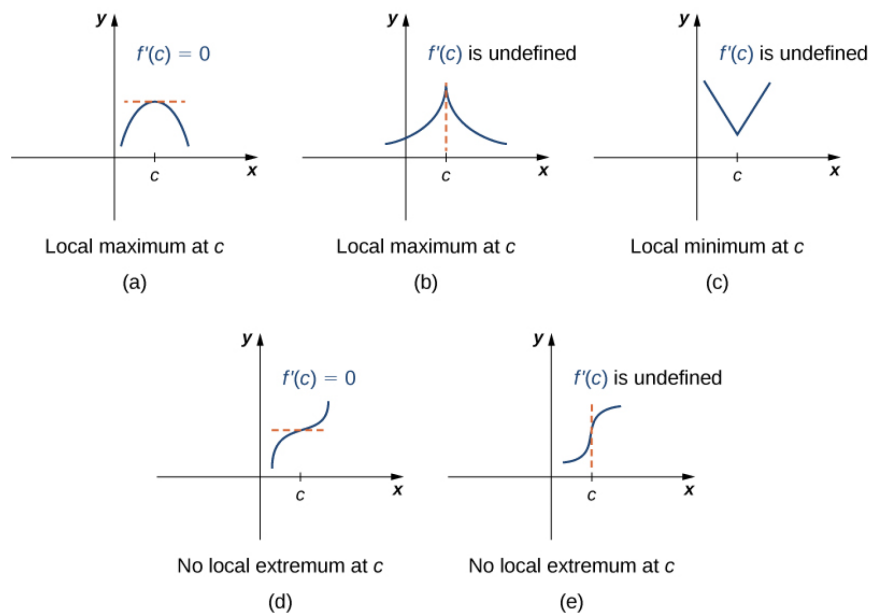 y
f'(c) = 0
x
c
Local maximum at c
(a)
y
f'(c) is undefined
x
c
Local maximum at c
(b)
y
f'(c) is undefined
x
c
Local minimum at c
(c)
y
f'(c) = 0
x
c
No local extremum at c
(d)
y
f'(c) is undefined
x
c
No local extremum at c
(e)